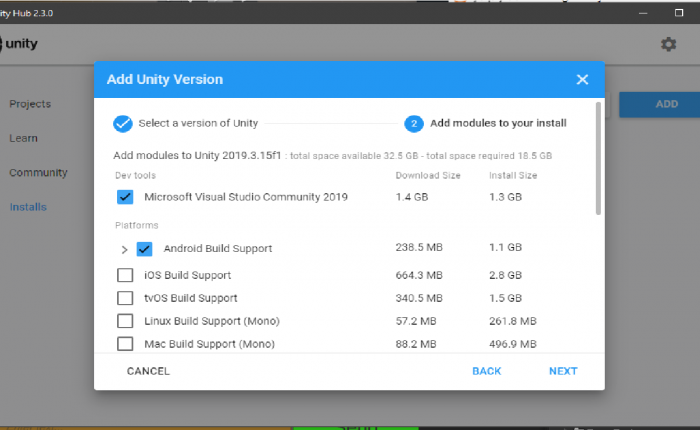 ity Hub 2.3.0
unity
Add Unity Version
Projects
Learn
Community
Installs
ADD
Select a version of Unity
2 Add modules to your install
Add modules to Unity 2019.3.15f1 : total space available 32.5 GB - total space required 18.5 GB
Dev tools Download Size Install Size
Microsoft Visual Studio Community 2019 1.4 GB 1.3 GB
Platforms
Android Build Support 238.5 MB 1.1 GB
iOS Build Support 664.3 MB 2.8 GB
tvOS Build Support 340.5 MB 1.5 GB
Linux Build Support (Mono) 57.2 MB 261.8 MB
Mac Build Support (Mono) 88.2 MB 496.9 MB
CANCEL BACK NEXT